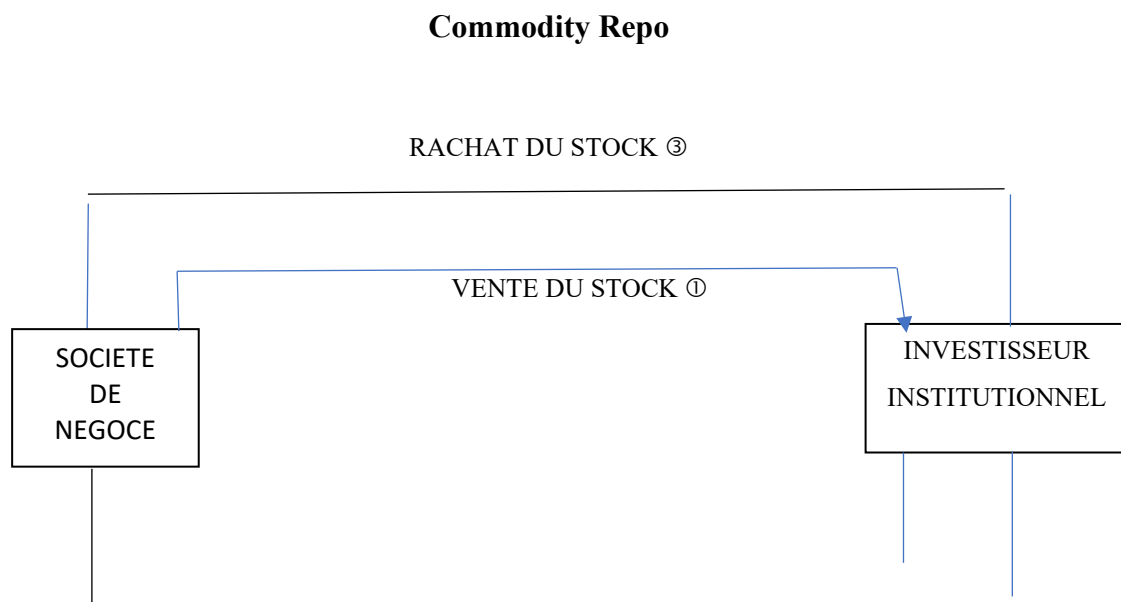 Commodity Repo
RACHAT DU STOCK ③
VENTE DU STOCK ①
SOCIETE
DE
NEGOCE
INVESTISSEUR
INSTITUTIONNEL